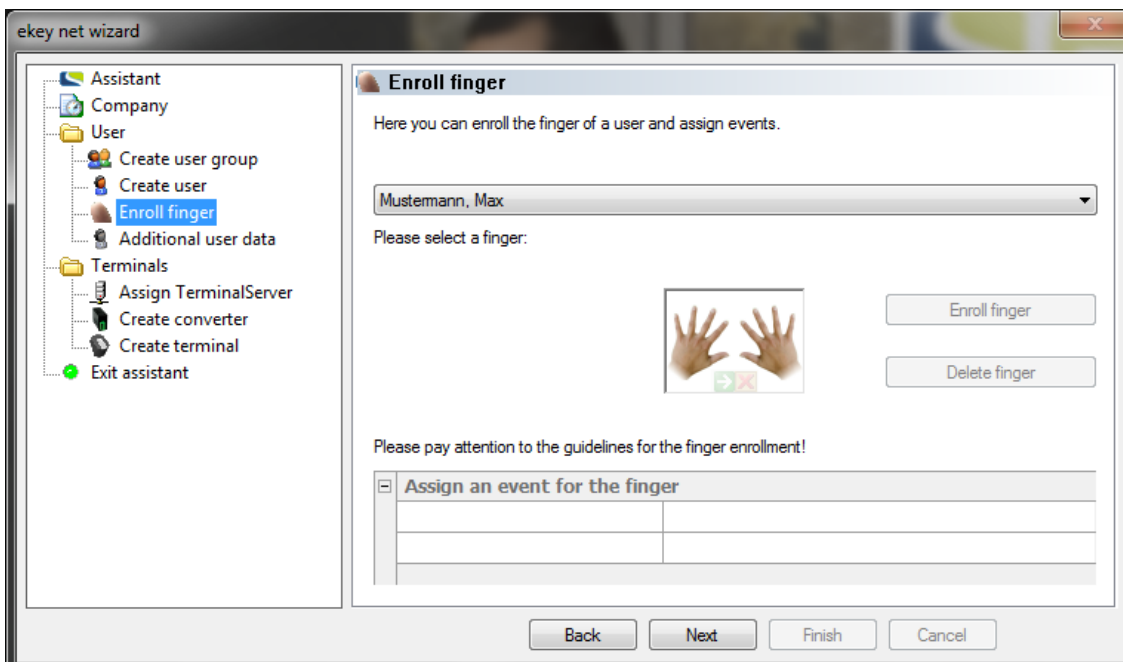 ekey net wizard
Assistant
Company
User
Create user group
Create user
Enroll finger
Additional user data
Terminals
Assign TerminalServer
Create converter
Create terminal
Exit assistant
Enroll finger
Here you can enroll the finger of a user and assign events.
Mustermann, Max
Please select a finger:
Enroll finger
Delete finger
Please pay attention to the guidelines for the finger enrollment!
Assign an event for the finger
Back Next Finish Cancel